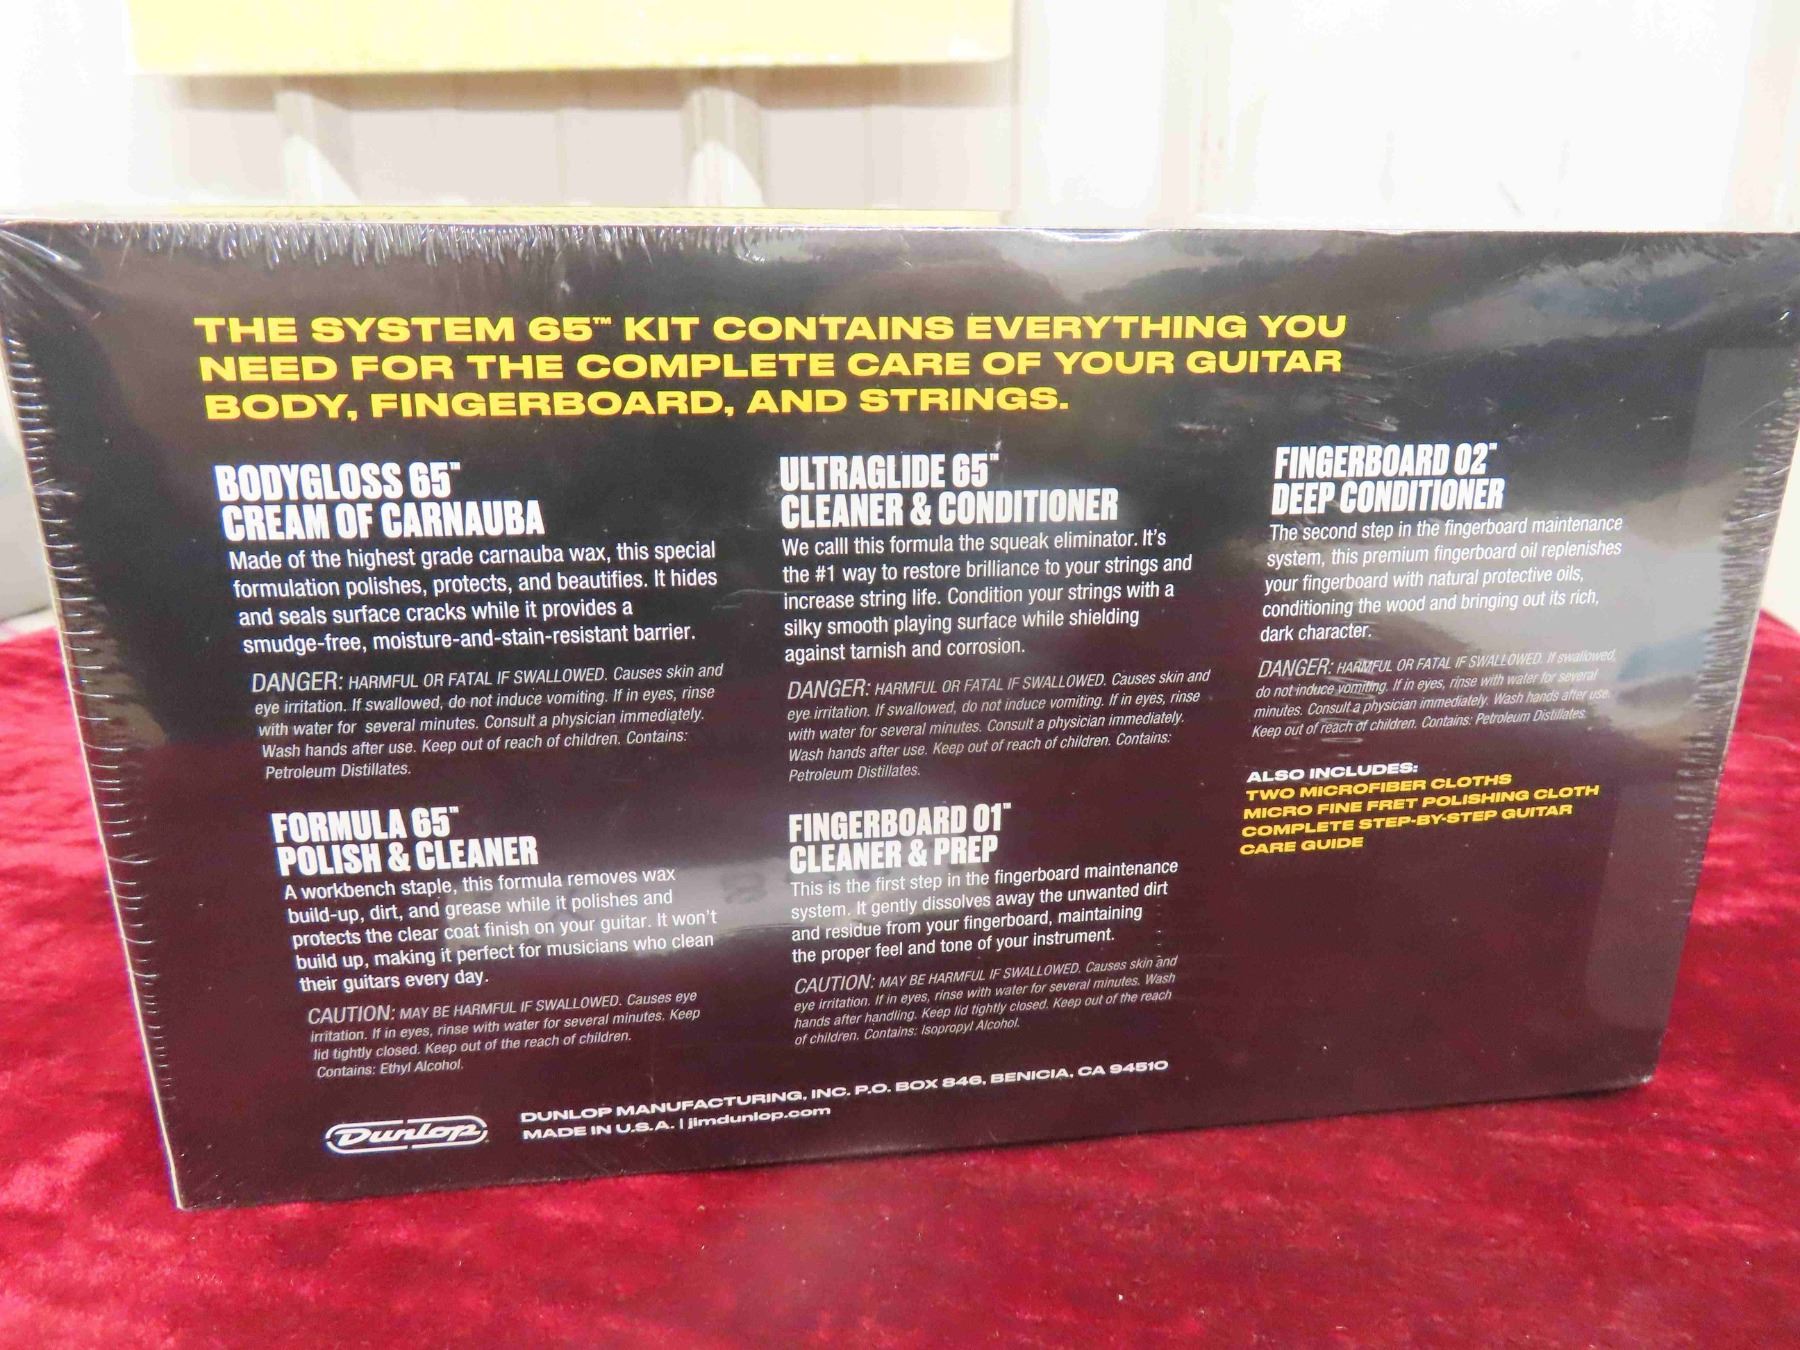 THE SYSTEM 65™ KIT CONTAINS EVERYTHING YOU
NEED FOR THE COMPLETE CARE OF YOUR GUITAR
BODY, FINGERBOARD, AND STRINGS.
BODYGLOSS 65™
CREAM OF CARNAUBA
Made of the highest grade carnauba wax, this special
formulation polishes, protects, and beautifies. It hides
and seals surface cracks while it provides a
smudge-free, moisture-and-stain-resistant barrier.
DANGER: HARMFUL OR FATAL IF SWALLOWED. Causes skin and
eye irritation. If swallowed, do not induce vomiting. If in eyes, rinse
with water for several minutes. Consult a physician immediately.
Wash hands after use. Keep out of reach of children. Contains:
Petroleum Distillates.
FORMULA 65™
POLISH & CLEANER
A workbench staple, this formula removes wax
build-up, dirt, and grease while it polishes and
protects the clear coat finish on your guitar. It won't
build up, making it perfect for musicians who clean
their guitars every day.
CAUTION: MAY BE HARMFUL IF SWALLOWED. Causes eye
irritation. If in eyes, rinse with water for several minutes. Keep
lid tightly closed. Keep out of the reach of children.
Contains: Ethyl Alcohol.
ULTRAGLIDE 65™
CLEANER & CONDITIONER
We calll this formula the squeak eliminator. It's
the #1 way to restore brilliance to your strings and
increase string life. Condition your strings with a
silky smooth playing surface while shielding
against tarnish and corrosion.
DANGER: HARMFUL OR FATAL IF SWALLOWED. Causes skin and
eye irritation. If swallowed, do not induce vomiting. If in eyes, rinse
with water for several minutes. Consult a physician immediately.
Wash hands after use. Keep out of reach of children. Contains:
Petroleum Distillates.
FINGERBOARD 01™
CLEANER & PREP
This is the first step in the fingerboard maintenance
system. It gently dissolves away the unwanted dirt
and residue from your fingerboard, maintaining
the proper feel and tone of your instrument.
CAUTION: MAY BE HARMFUL IF SWALLOWED. Causes skin and
eye irritation. If in eyes, rinse with water for several minutes. Wash
hands after handling. Keep lid tightly closed. Keep out of the reach
of children. Contains: Isopropyl Alcohol.
FINGERBOARD 02™
DEEP CONDITIONER
The second step in the fingerboard maintenance
system, this premium fingerboard oil replenishes
your fingerboard with natural protective oils,
conditioning the wood and bringing out its rich,
dark character.
DANGER: HARMFUL OR FATAL IF SWALLOWED. If swallowed,
do not induce vomiting. If in eyes, rinse with water for several
minutes. Consult a physician immediately. Wash hands after use.
Keep out of reach of children. Contains: Petroleum Distillates.
ALSO INCLUDES:
TWO MICROFIBER CLOTHS
MICRO FINE FRET POLISHING CLOTH
COMPLETE STEP-BY-STEP GUITAR
CARE GUIDE
Dunlop
DUNLOP MANUFACTURING, INC. P.O. BOX 846, BENICIA, CA 94510
MADE IN U.S.A. | jimdunlop.com